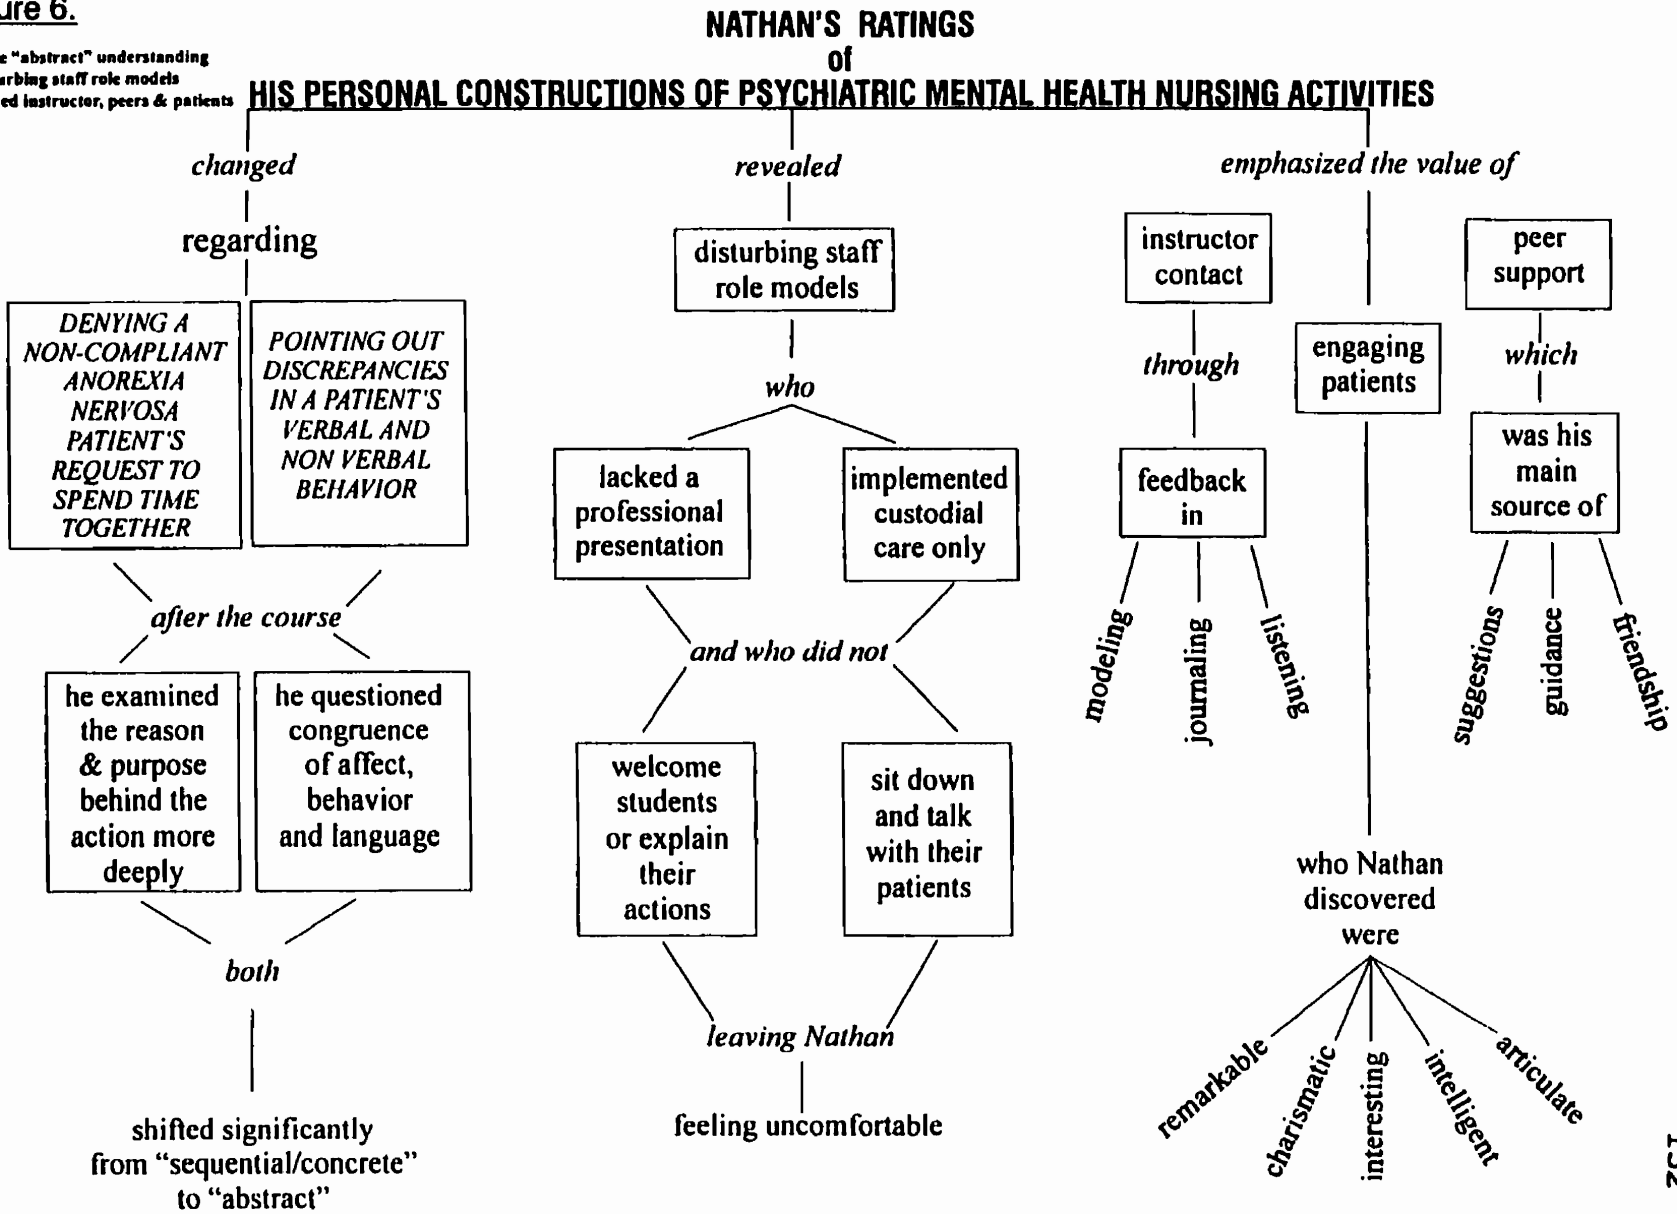 ure 6.
"abstract" understanding
rbing staff role models
ed instructor, peers & patients
NATHAN'S RATINGS
of
HIS PERSONAL CONSTRUCTIONS OF PSYCHIATRIC MENTAL HEALTH NURSING ACTIVITIES
changed
regarding
DENYING A
NON-COMPLIANT
ANOREXIA
NERVOSA
PATIENT'S
REQUEST TO
SPEND TIME
TOGETHER
POINTING OUT
DISCREPANCIES
IN A PATIENT'S
VERBAL AND
NON VERBAL
BEHAVIOR
after the course
he examined
the reason
& purpose
behind the
action more
deeply
he questioned
congruence
of affect,
behavior
and language
both
shifted significantly
from "sequential/concrete"
to "abstract"
revealed
disturbing staff
role models
who
lacked a
professional
presentation
implemented
custodial
care only
and who did not
welcome
students
or explain
their
actions
sit down
and talk
with their
patients
leaving Nathan
feeling uncomfortable
emphasized the value of
instructor
contact
through
feedback
in
modeling
journaling
listening
engaging
patients
who Nathan
discovered
were
remarkable
charismatic
interesting
intelligent
articulate
peer
support
which
was his
main
source of
suggestions
guidance
friendship